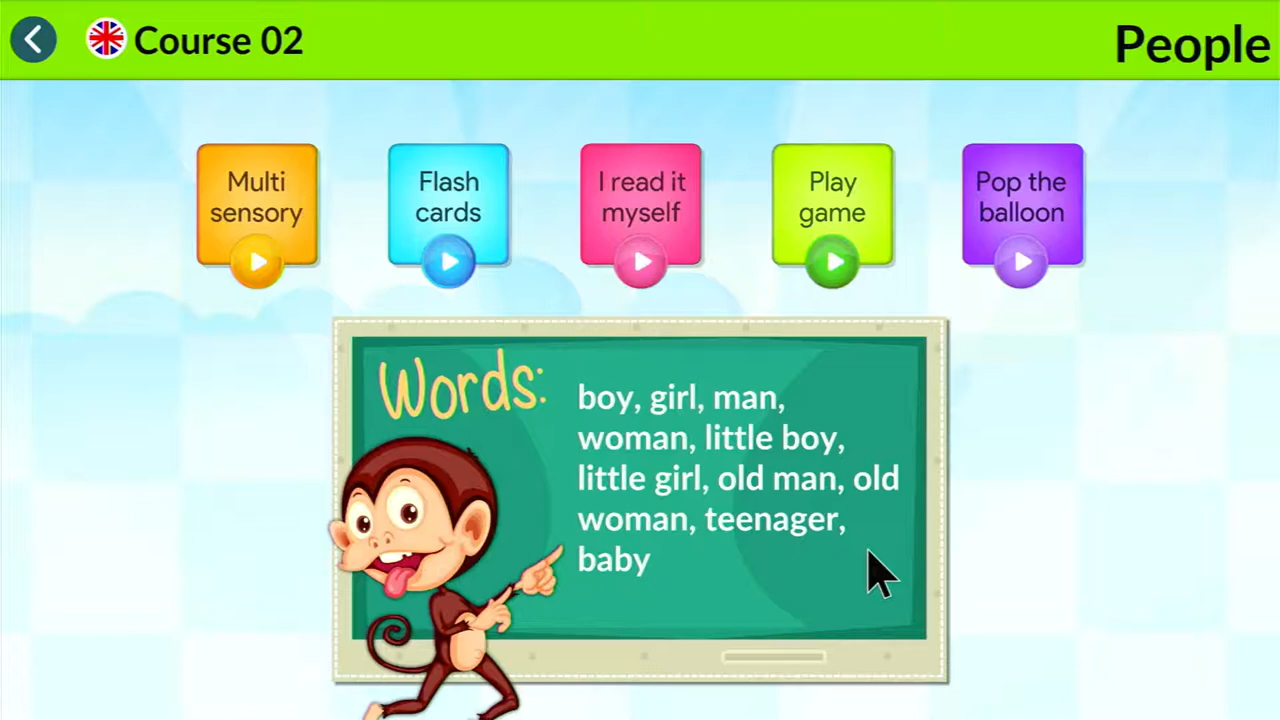 Course 02
People
Multi
sensory
Flash
cards
I read it
myself
Play
game
Pop the
balloon
Words:
boy, girl, man,
woman, little boy,
little girl, old man, old
woman, teenager,
baby